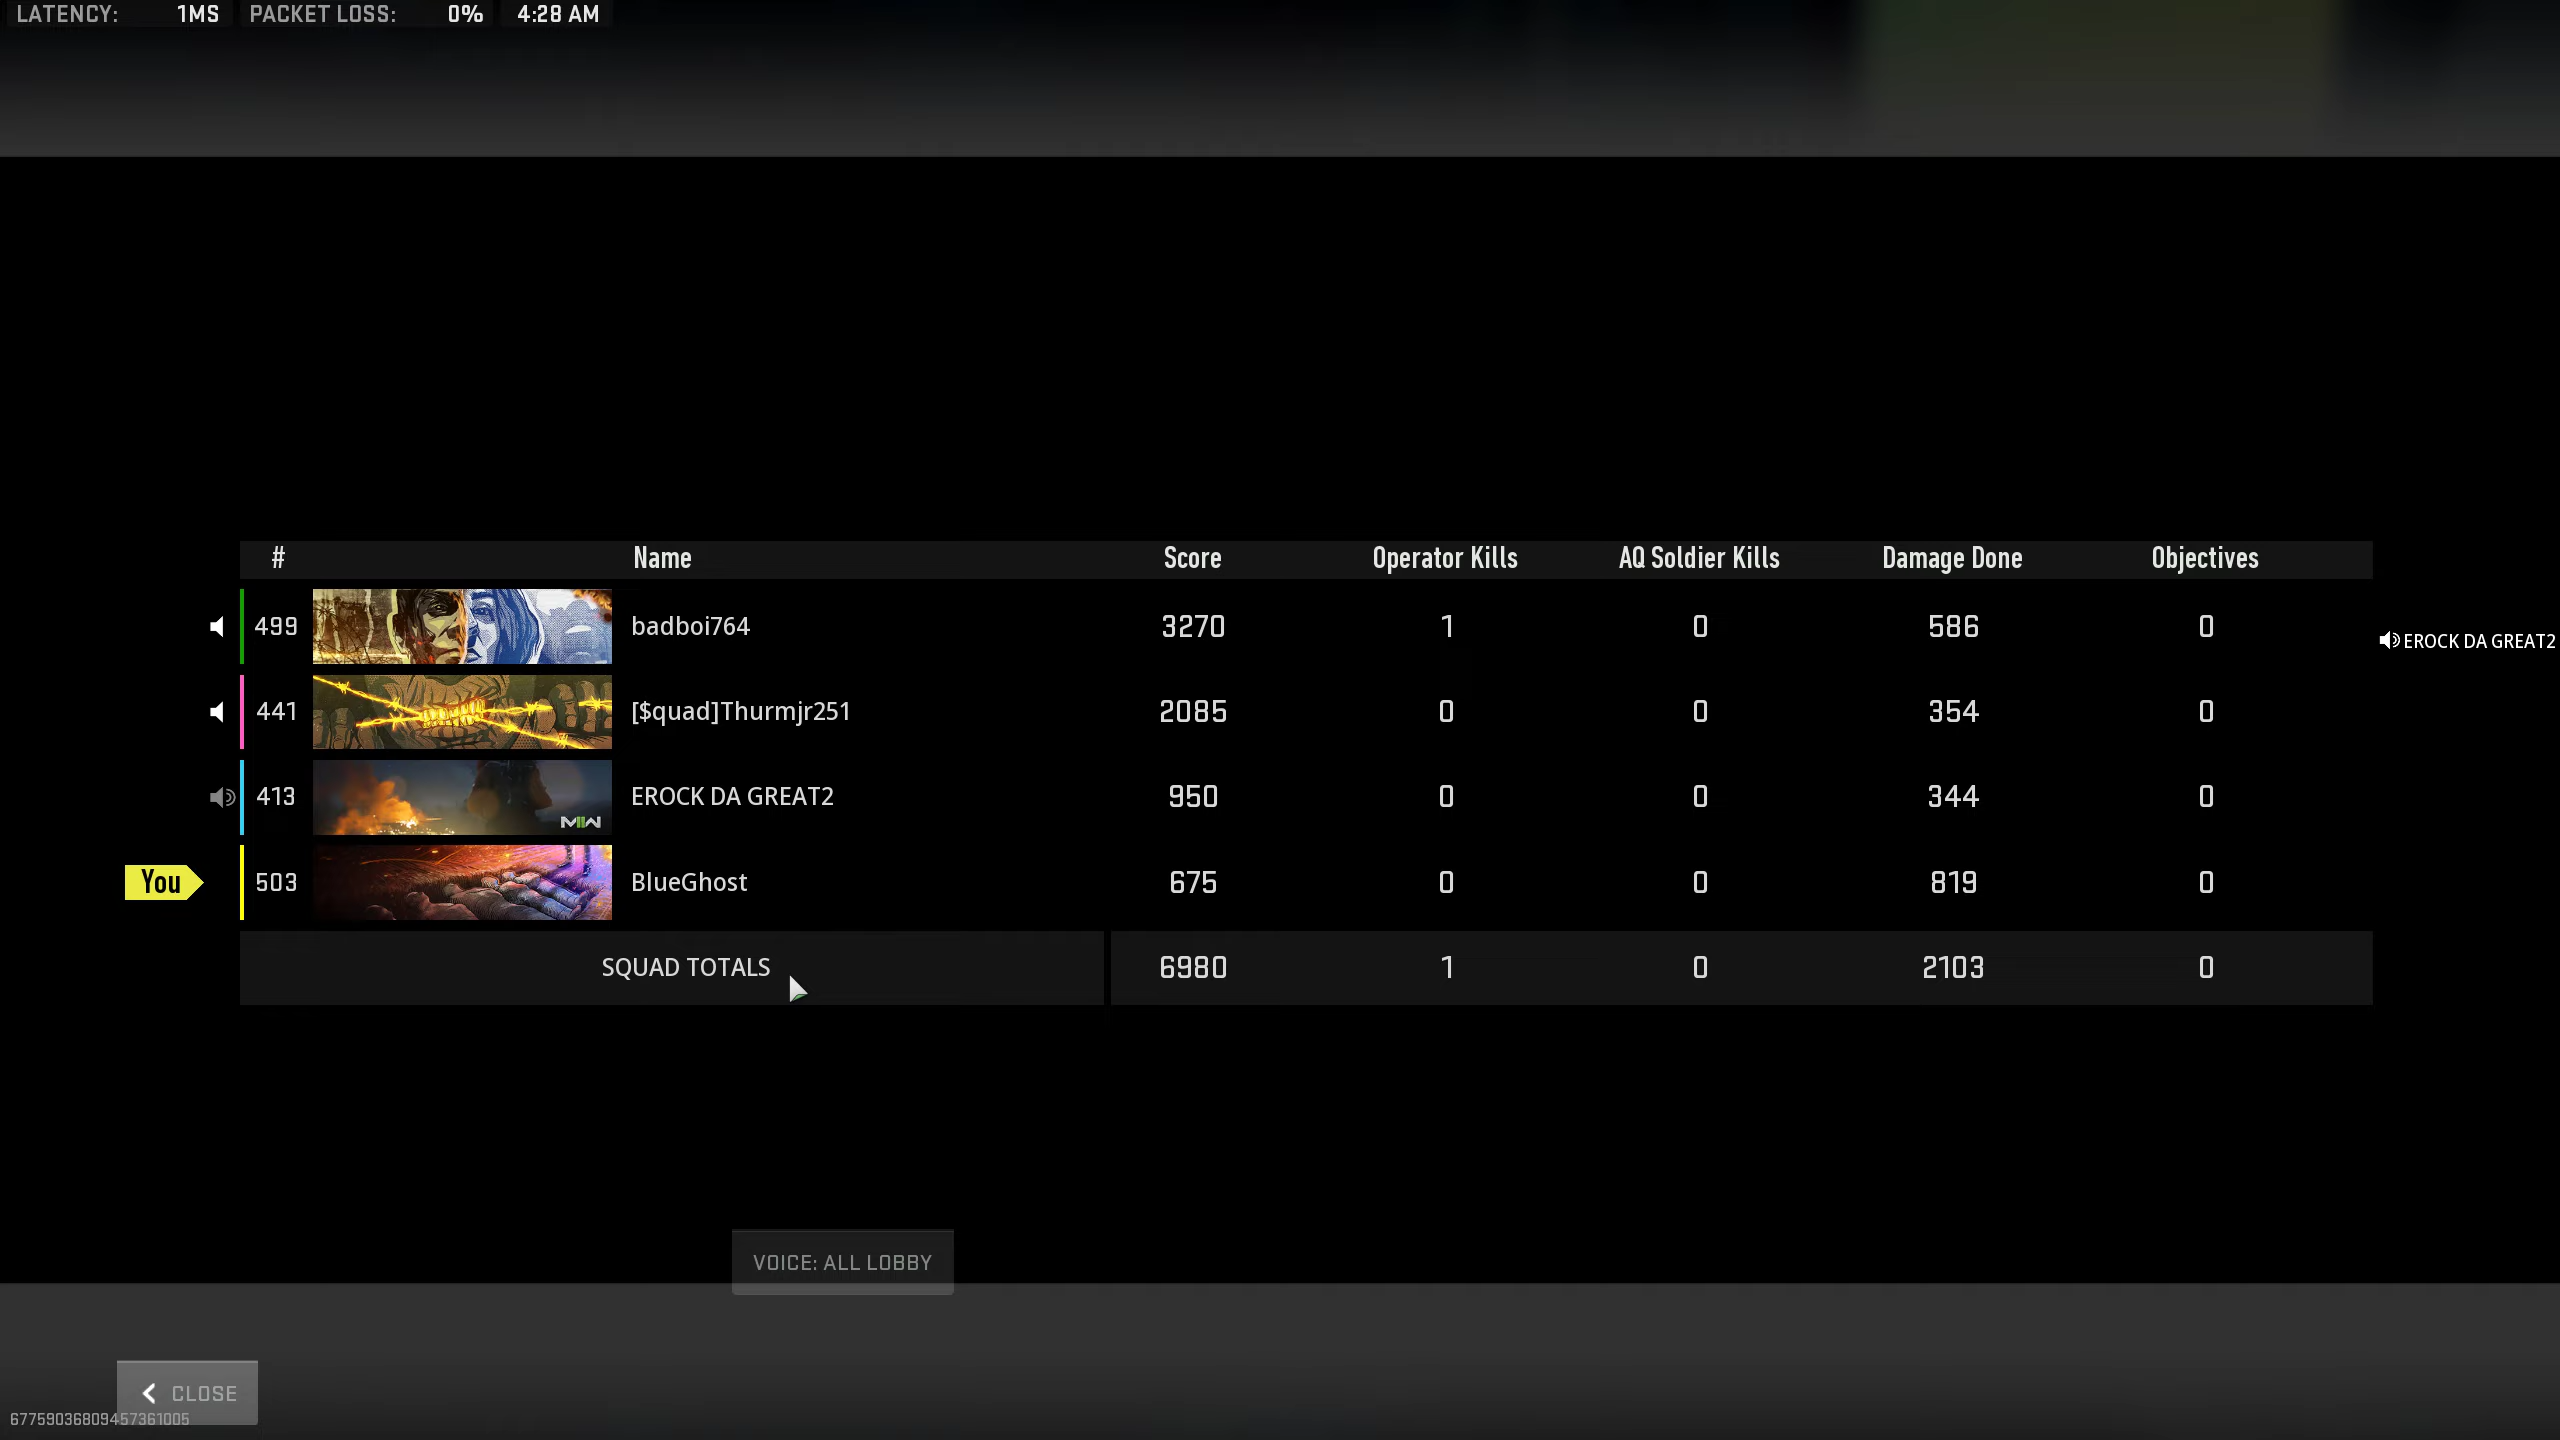 LATENCY: 1MS PACKET LOSS: 0% 4:28 AM
# Name Score Operator Kills AQ Soldier Kills Damage Done Objectives
499 badboi764 3270 1 0 586 0
EROCK DA GREAT2
441 [$quad]Thurmjr251 2085 0 0 354 0
413 MWII EROCK DA GREAT2 950 0 0 344 0
You 503 BlueGhost 675 0 0 819 0
SQUAD TOTALS 6980 1 0 2103 0
VOICE: ALL LOBBY
CLOSE
67759036809457361005